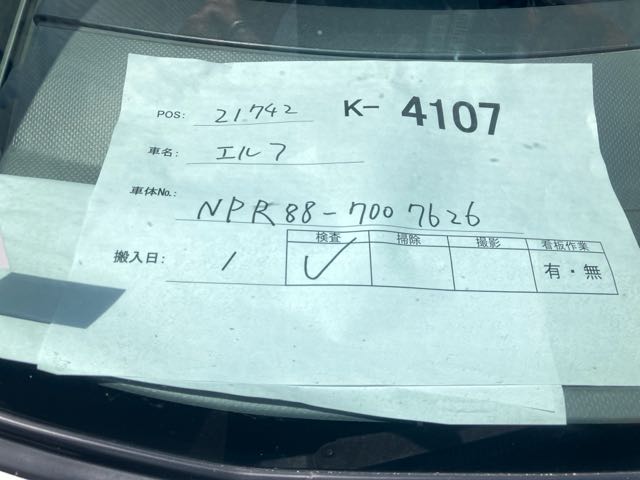 POS: 21742 K- 4107
車名: エルフ
車体No.: NPR88-7007626
検査 掃除 撮影 看板作業
搬入日: 1 ✓ 有・無